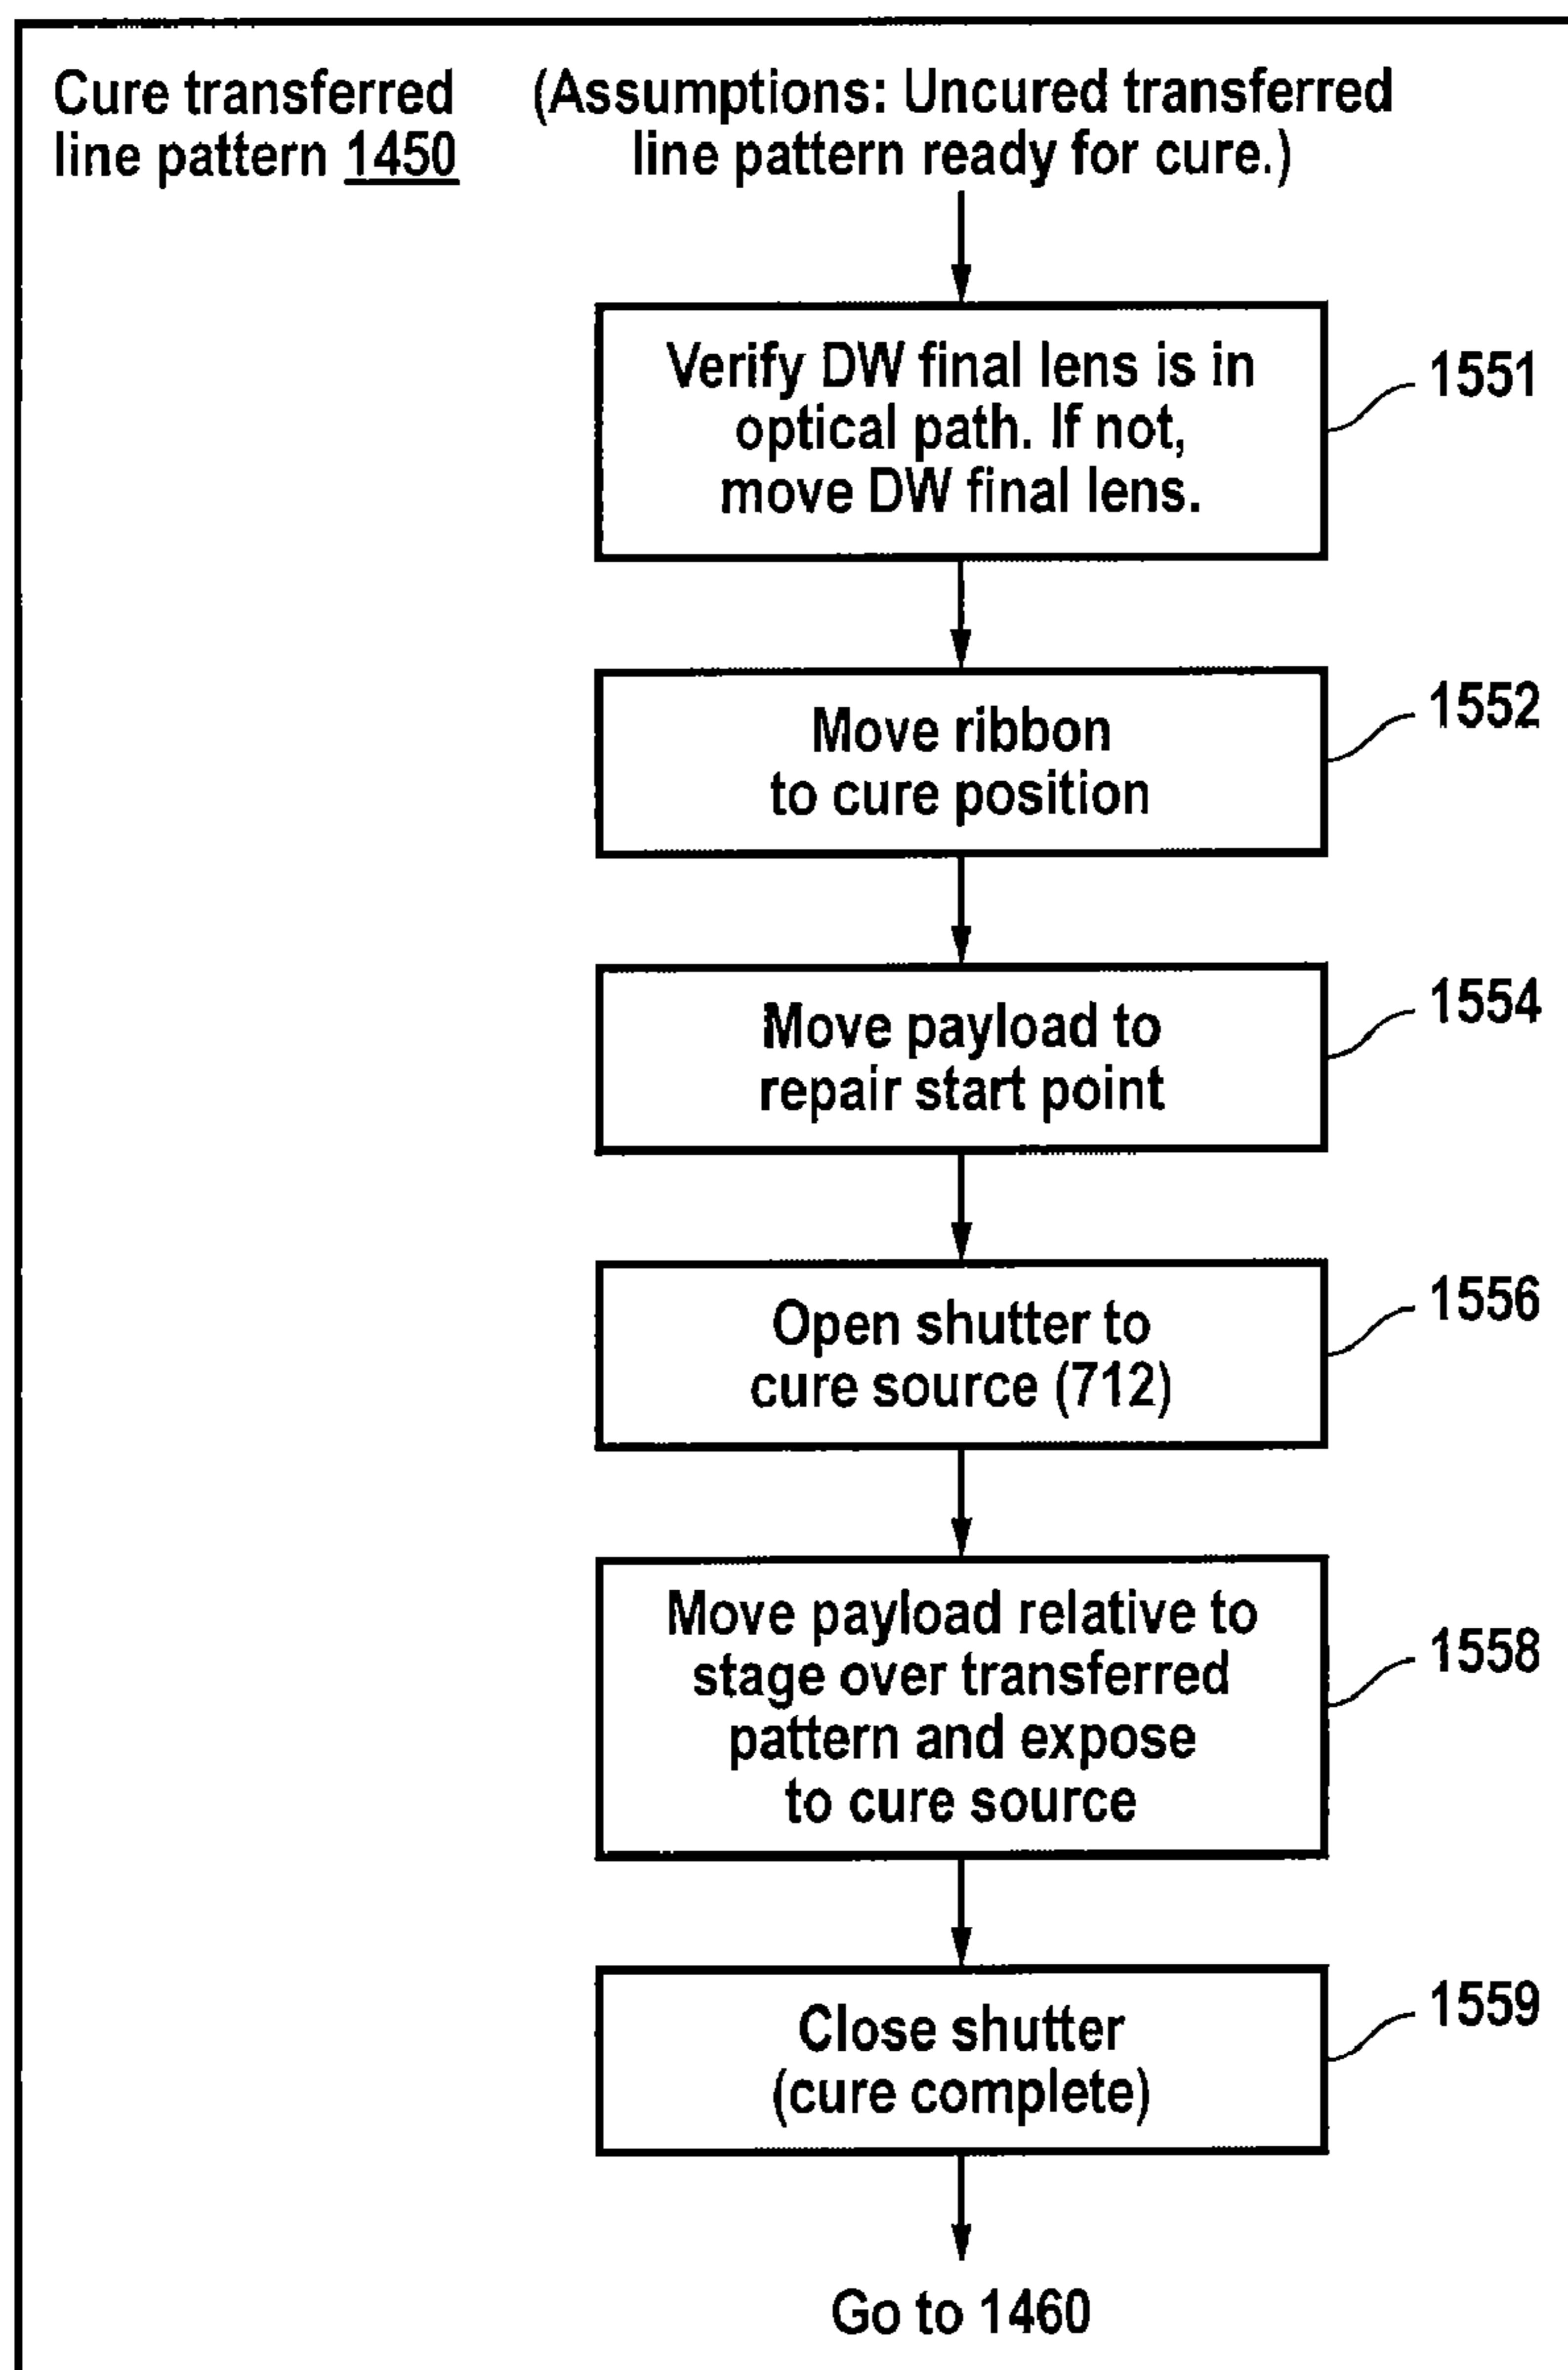 Cure transferred
line pattern 1450
(Assumptions: Uncured transferred
line pattern ready for cure.)
Verify DW final lens is in
optical path. If not,
move DW final lens.
1551
Move ribbon
to cure position
1552
Move payload to
repair start point
1554
Open shutter to
cure source (712)
1556
Move payload relative to
stage over transferred
pattern and expose
to cure source
1558
Close shutter
(cure complete)
1559
Go to 1460